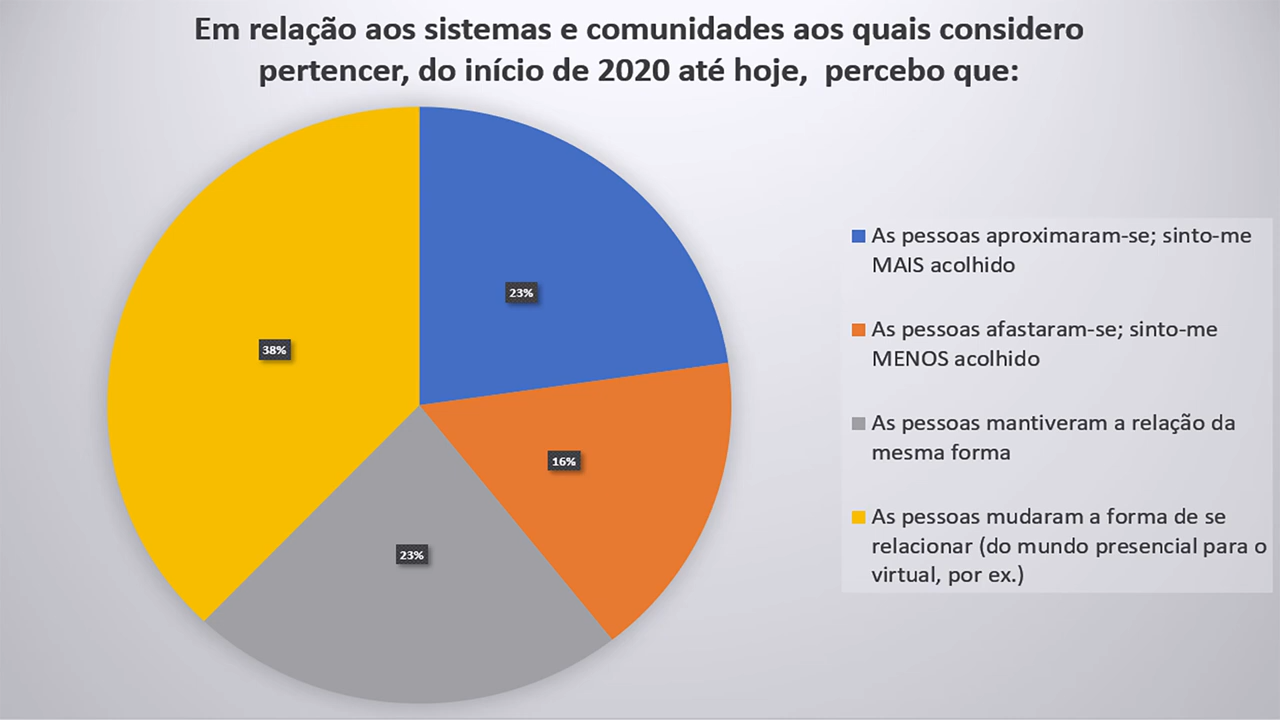 Em relação aos sistemas e comunidades aos quais considero
pertencer, do início de 2020 até hoje,  percebo que:
23%
38%
16%
23%
As pessoas aproximaram-se; sinto-me
MAIS acolhido
As pessoas afastaram-se; sinto-me
MENOS acolhido
As pessoas mantiveram a relação da
mesma forma
As pessoas mudaram a forma de se
relacionar (do mundo presencial para o
virtual, por ex.)